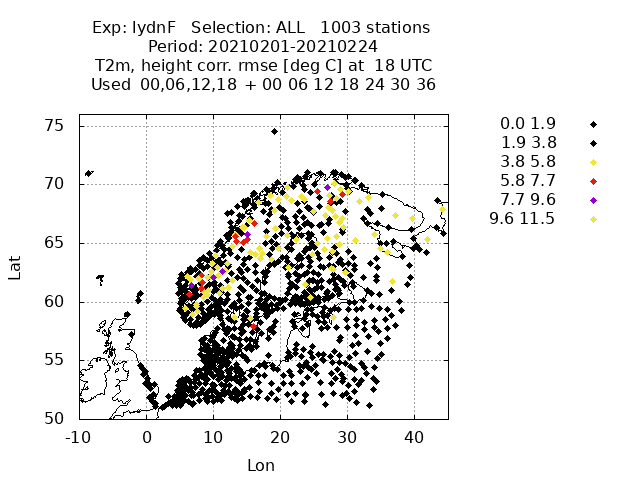 Exp: IydnF   Selection: ALL   1003 stations
Period: 20210201-20210224
T2m, height corr. rmse [deg C] at  18 UTC
Used  00,06,12,18  + 00 06 12 18 24 30 36
0.0 1.9
1.9 3.8
3.8 5.8
5.8 7.7
7.7 9.6
9.6 11.5
75
70
65
60
55
50
Lat
-10 0 10 20 30 40
Lon